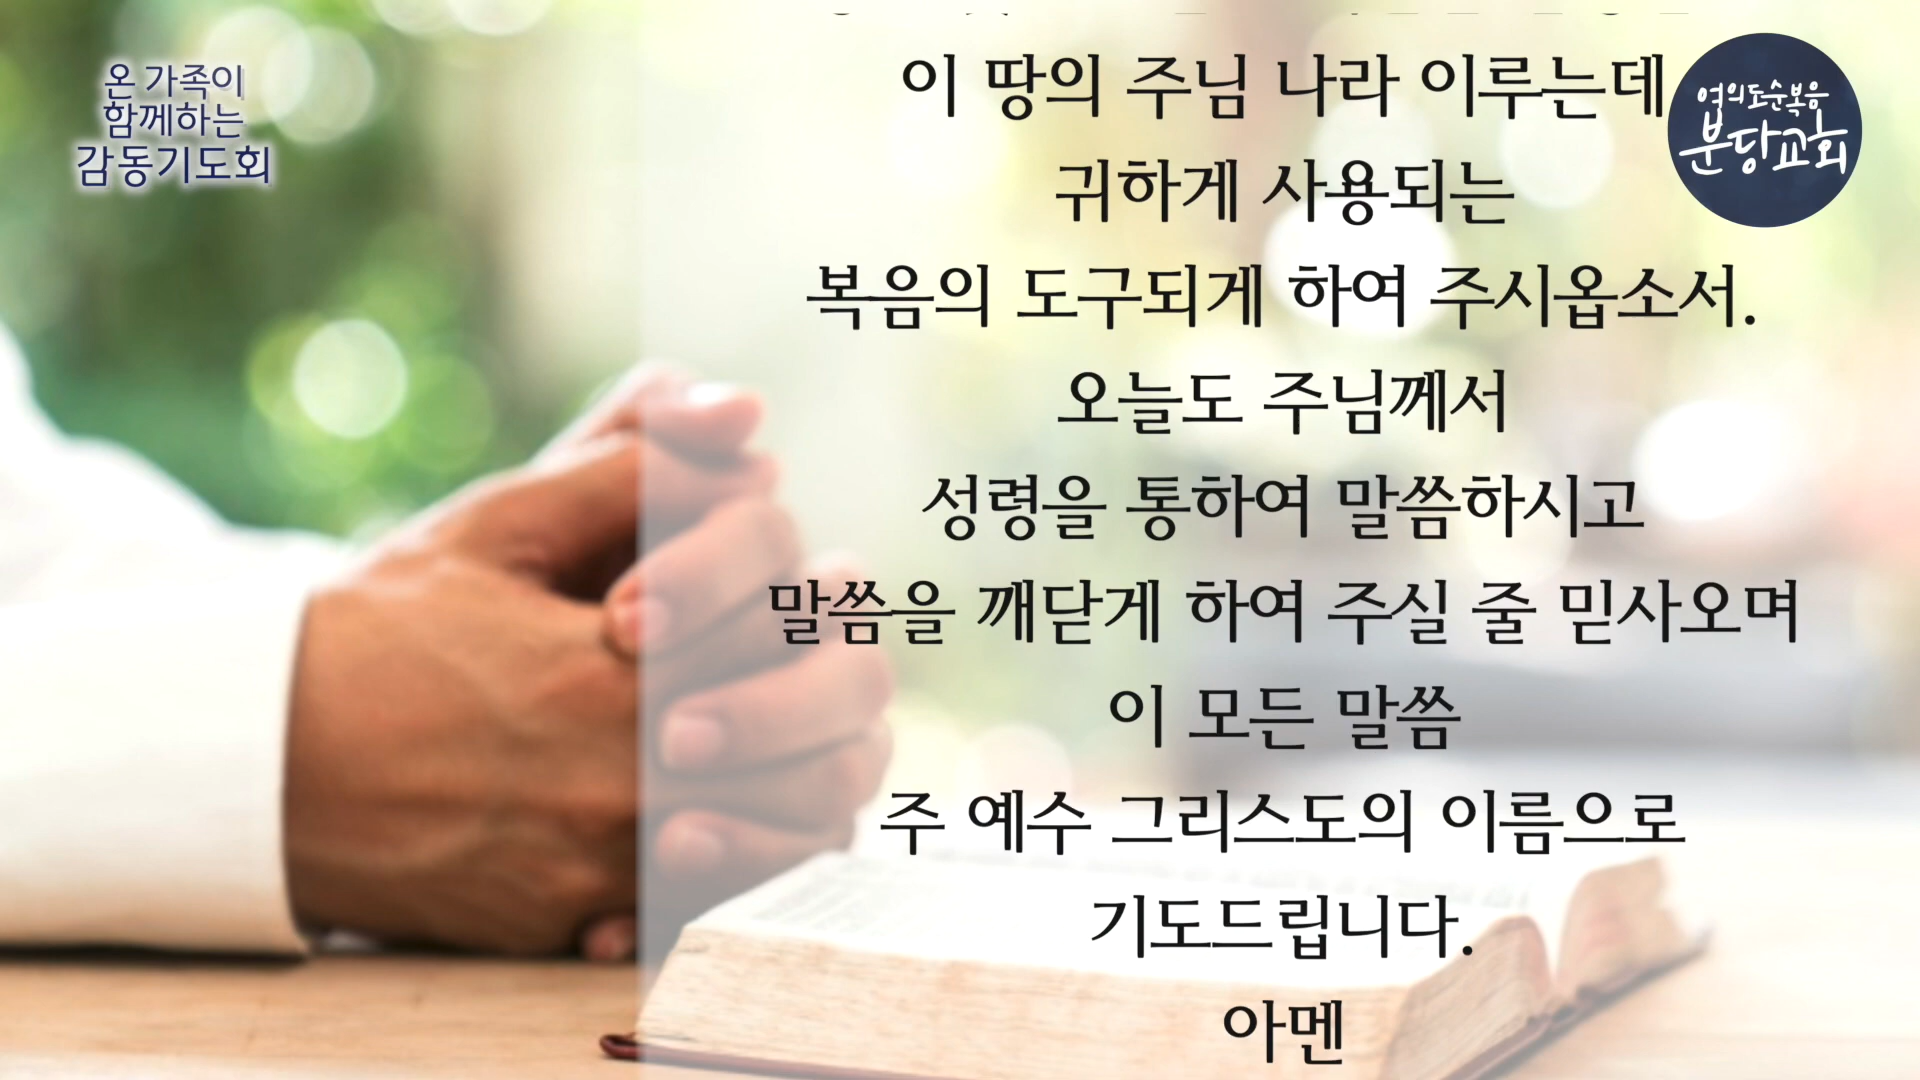 온 가족이
함께하는
감동기도회
이 땅의 주님 나라 이루는데
귀하게 사용되는
복음의 도구되게 하여 주시옵소서.
오늘도 주님께서
성령을 통하여 말씀하시고
말씀을 깨닫게 하여 주실 줄 믿사오며
이 모든 말씀
주 예수 그리스도의 이름으로
기도드립니다.
아멘
여의도순복음
분당교회